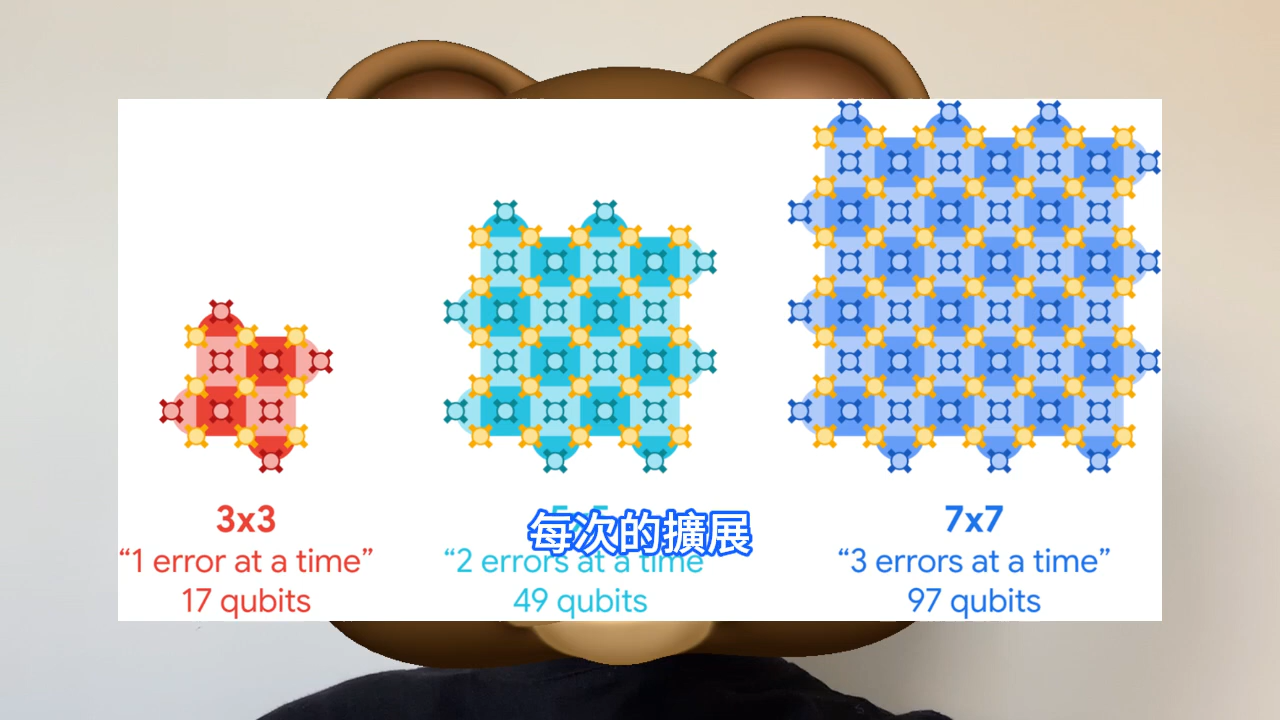 3x3
“1 error at a time”
17 qubits
每次的擴展
“2 errors at a time”
49 qubits
7x7
“3 errors at a time”
97 qubits